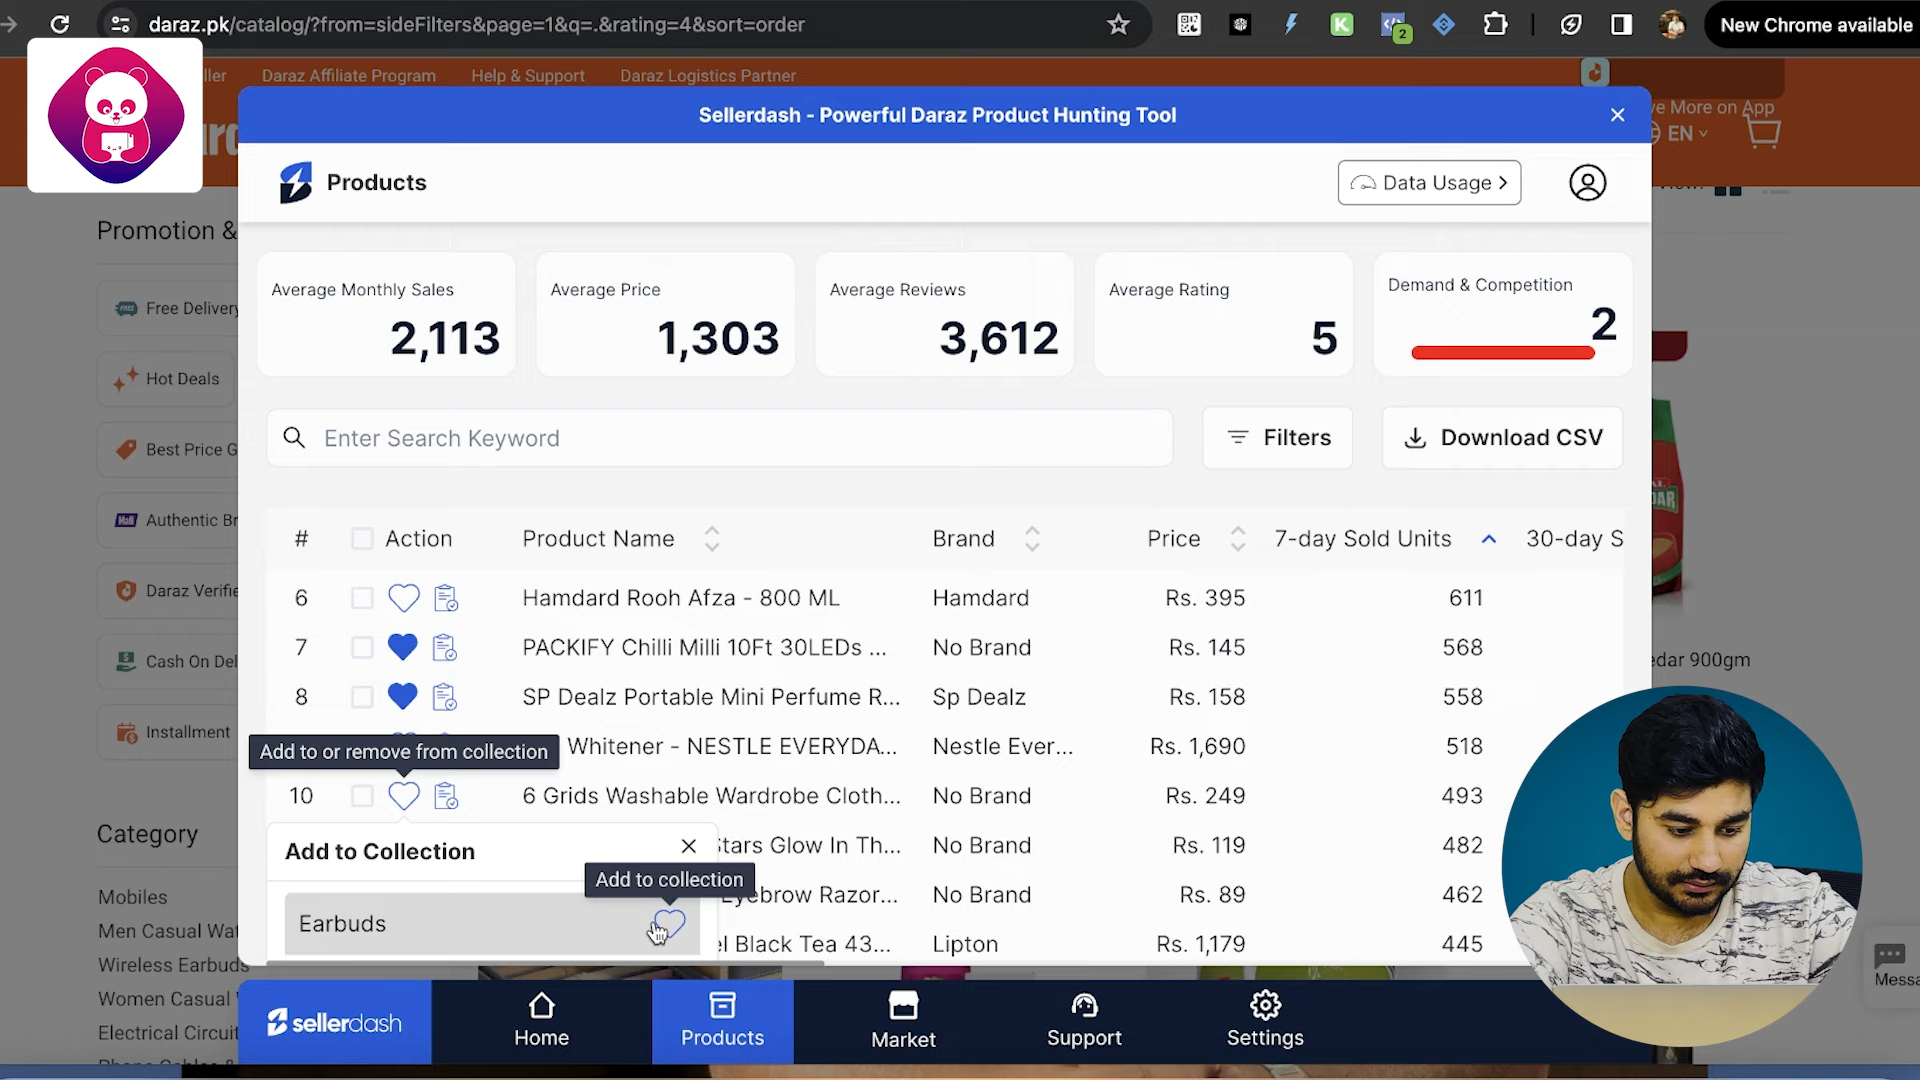 daraz.pk/catalog/?from=sideFilters&page=1&q=.&rating=4&sort=order
2
New Chrome available
ller Daraz Affiliate Program Help & Support Daraz Logistics Partner
ve More on App
EN
Sellerdash - Powerful Daraz Product Hunting Tool
Products
Data Usage
Promotion &
Free Delivery
Hot Deals
Best Price G
Mall Authentic Br
Daraz Verifie
Cash On Del
Installment
Category
Mobiles
Men Casual Wat
Wireless Earbuds
Women Casual
Electrical Circuit
Average Monthly Sales
2,113
Average Price
1,303
Average Reviews
3,612
Average Rating
5
Demand & Competition
2
Enter Search Keyword
Filters
Download CSV
# Action Product Name Brand Price 7-day Sold Units 30-day S
6 Hamdard Rooh Afza - 800 ML Hamdard Rs. 395 611
7 PACKIFY Chilli Milli 10Ft 30LEDs ... No Brand Rs. 145 568
8 SP Dealz Portable Mini Perfume R... Sp Dealz Rs. 158 558
Whitener - NESTLE EVERYDA... Nestle Ever... Rs. 1,690 518
Add to or remove from collection
10 6 Grids Washable Wardrobe Cloth... No Brand Rs. 249 493
Stars Glow In Th... No Brand Rs. 119 482
Eyebrow Razor... No Brand Rs. 89 462
el Black Tea 43... Lipton Rs. 1,179 445
Add to Collection
Add to collection
Earbuds
edar 900gm
Messa
sellerdash
Home
Products
Market
Support
Settings